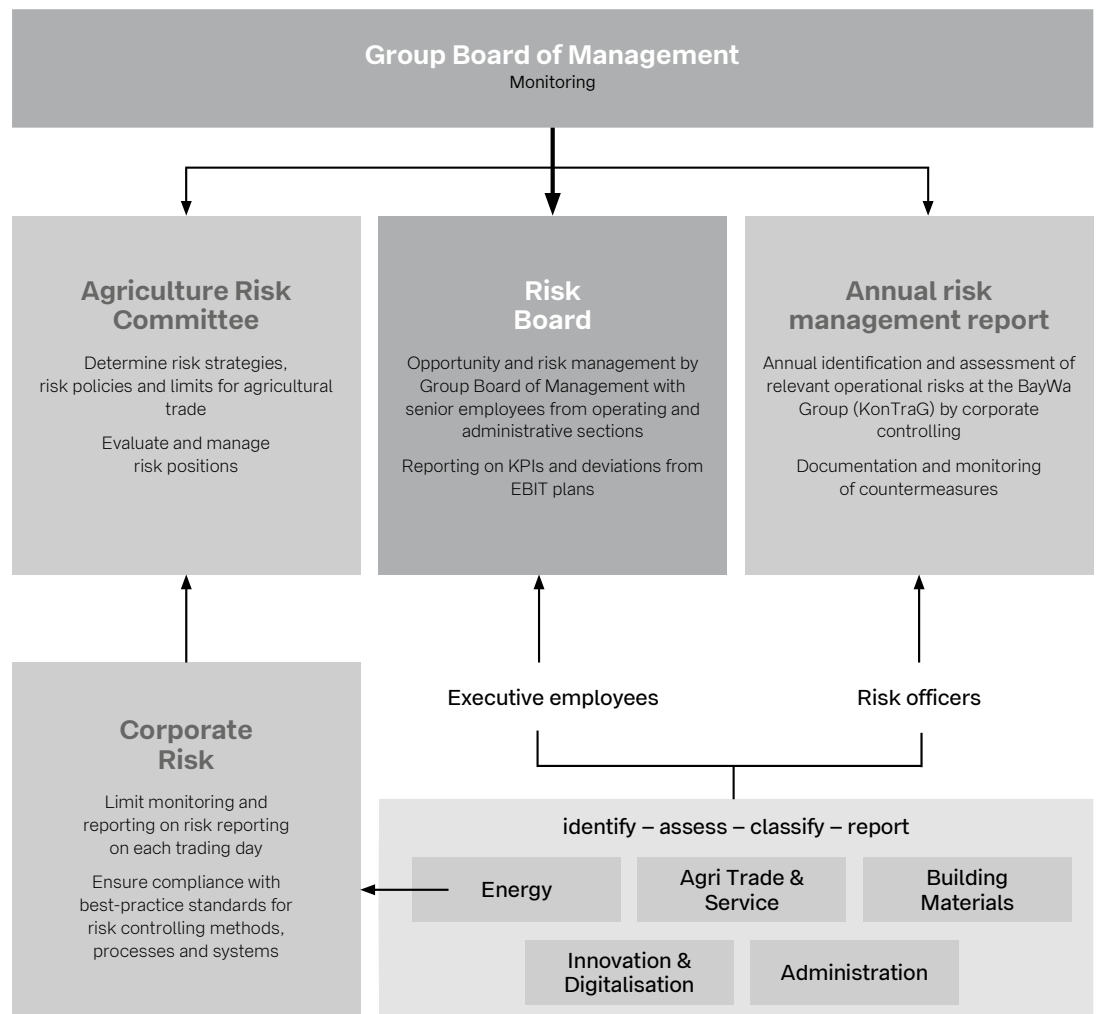 Group Board of Management
Monitoring
Agriculture Risk
Committee
Determine risk strategies,
risk policies and limits for agricultural
trade
Evaluate and manage
risk positions
Risk
Board
Opportunity and risk management by
Group Board of Management with
senior employees from operating and
administrative sections
Reporting on KPIs and deviations from
EBIT plans
Annual risk
management report
Annual identification and assessment of
relevant operational risks at the BayWa
Group (KonTraG) by corporate
controlling
Documentation and monitoring
of countermeasures
Corporate
Risk
Limit monitoring and
reporting on risk reporting
on each trading day
Ensure compliance with
best-practice standards for
risk controlling methods,
processes and systems
Executive employees
Risk officers
identify – assess – classify – report
Energy
Agri Trade &
Service
Building
Materials
Innovation &
Digitalisation
Administration